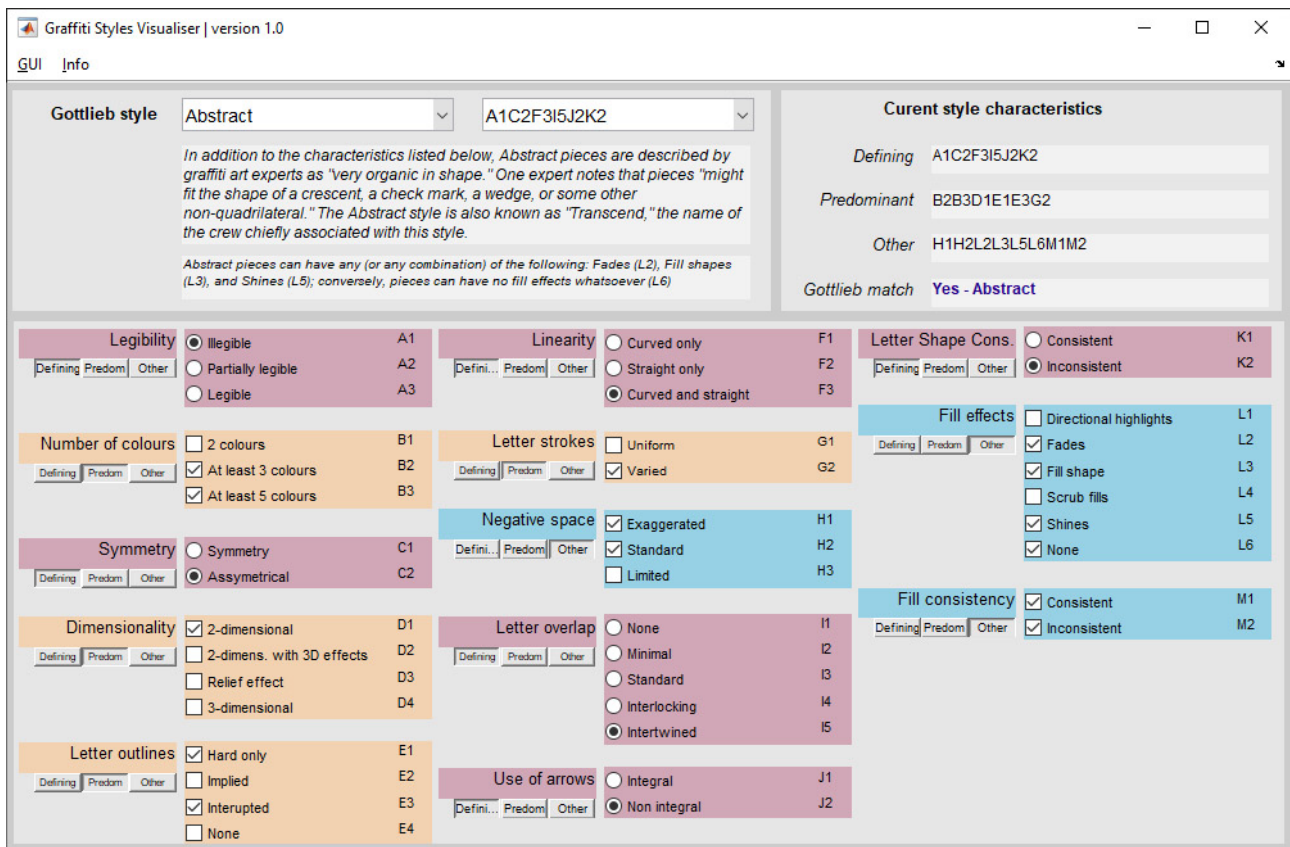 Graffiti Styles Visualiser | version 1.0
GUI Info
Gottlieb style Abstract A1C2F3I5J2K2
In addition to the characteristics listed below, Abstract pieces are described by
graffiti art experts as "very organic in shape." One expert notes that pieces "might
fit the shape of a crescent, a check mark, a wedge, or some other
non-quadrilateral." The Abstract style is also known as "Transcend," the name of
the crew chiefly associated with this style.
Abstract pieces can have any (or any combination) of the following: Fades (L2), Fill shapes
(L3), and Shines (L5); conversely, pieces can have no fill effects whatsoever (L6)
Curent style characteristics
Defining A1C2F3I5J2K2
Predominant B2B3D1E1E3G2
Other H1H2L2L3L5L6M1M2
Gottlieb match Yes - Abstract
Legibility
Defining Predom Other
Illegible A1
Partially legible A2
Legible A3
Number of colours
Defining Predom Other
2 colours B1
At least 3 colours B2
At least 5 colours B3
Symmetry
Defining Predom Other
Symmetry C1
Assymetrical C2
Dimensionality
Defining Predom Other
2-dimensional D1
2-dimens. with 3D effects D2
Relief effect D3
3-dimensional D4
Letter outlines
Defining Predom Other
Hard only E1
Implied E2
Interupted E3
None E4
Linearity
Defini... Predom Other
Curved only F1
Straight only F2
Curved and straight F3
Letter strokes
Defining Predom Other
Uniform G1
Varied G2
Negative space
Defini... Predom Other
Exaggerated H1
Standard H2
Limited H3
Letter overlap
Defining Predom Other
None I1
Minimal I2
Standard I3
Interlocking I4
Intertwined I5
Use of arrows
Defini... Predom Other
Integral J1
Non integral J2
Letter Shape Cons.
Defining Predom Other
Consistent K1
Inconsistent K2
Fill effects
Defining Predom Other
Directional highlights L1
Fades L2
Fill shape L3
Scrub fills L4
Shines L5
None L6
Fill consistency
Defining Predom Other
Consistent M1
Inconsistent M2